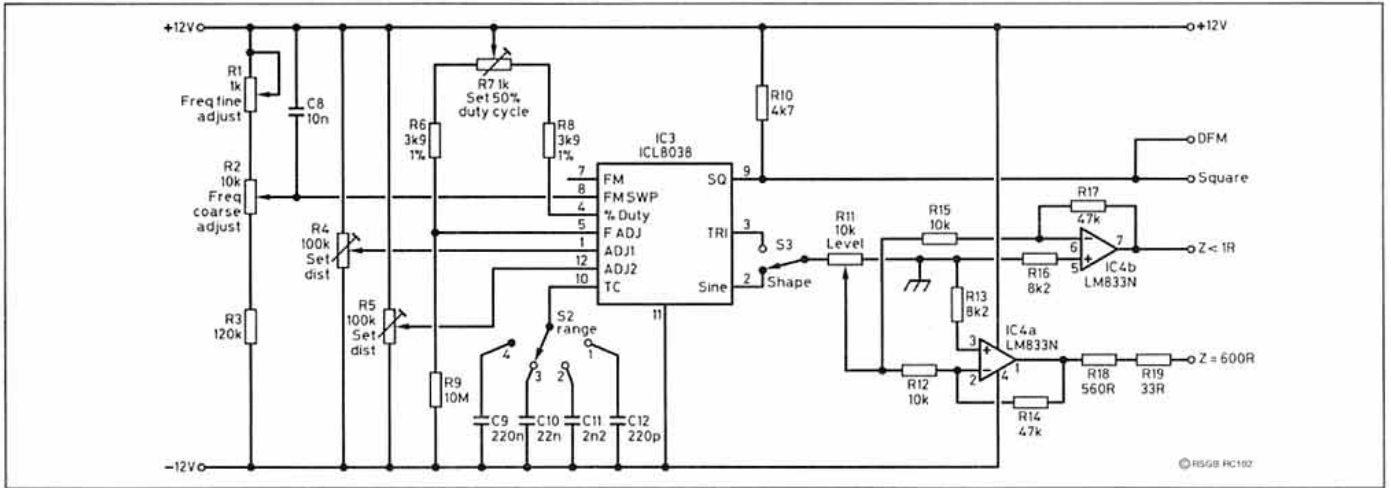 +12V
+12V
R1
1k
Freq fine
adjust
C8
10n
R7 1k
Set 50%
duty cycle
R6
3k9
1%
R8
3k9
1%
R10
4k7
IC3
ICL8038
DFM
Square
R2
10k
Freq
coarse
adjust
7
FM
8
FM SWP
4
% Duty
5
F ADJ
1
ADJ1
12
ADJ2
10
TC
SQ
9
TRI
3
Sine
2
11
S3
Shape
R11
10k
Level
R15
10k
R17
47k
6
7
5
IC4b
LM833N
Z< 1R
R16
8k2
R13
8k2
R4
100k
Set
dist
R5
100k
Set
dist
R3
120k
S2
range
4
3
2
1
IC4a
LM833N
3
2
1
4
R12
10k
R14
47k
R18
560R
R19
33R
Z = 600R
R9
10M
C9
220n
C10
22n
C11
2n2
C12
220p
−12V
© RSGB RC102